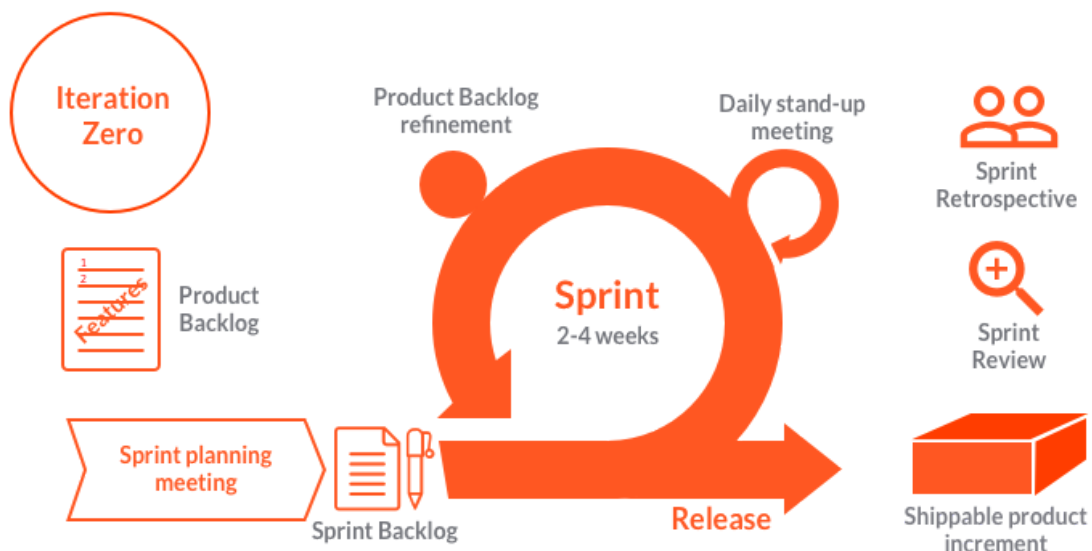 Iteration
Zero
Product Backlog
refinement
Daily stand-up
meeting
Sprint
Retrospective
1
2
Features
Product
Backlog
Sprint
2-4 weeks
Sprint
Review
Sprint planning
meeting
Sprint Backlog
Release
Shippable product
increment